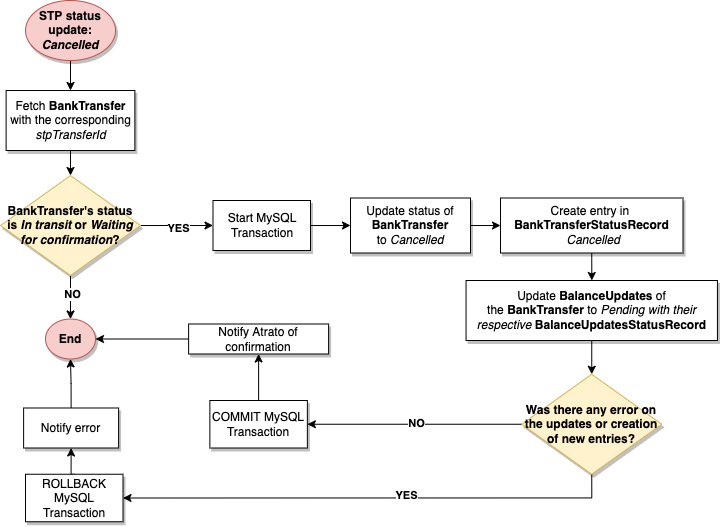 STP status
update:
Cancelled
Fetch BankTransfer
with the corresponding
stpTransferId
BankTransfer's status
is In transit or Waiting
for confirmation?
YES
Start MySQL
Transaction
Update status of
BankTransfer
to Cancelled
Create entry in
BankTransferStatusRecord
Cancelled
NO
Update BalanceUpdates of
the BankTransfer to Pending with their
respective BalanceUpdatesStatusRecord
End
Notify Atrato of
confirmation
Was there any error on
the updates or creation
of new entries?
NO
COMMIT MySQL
Transaction
Notify error
YES
ROLLBACK
MySQL
Transaction